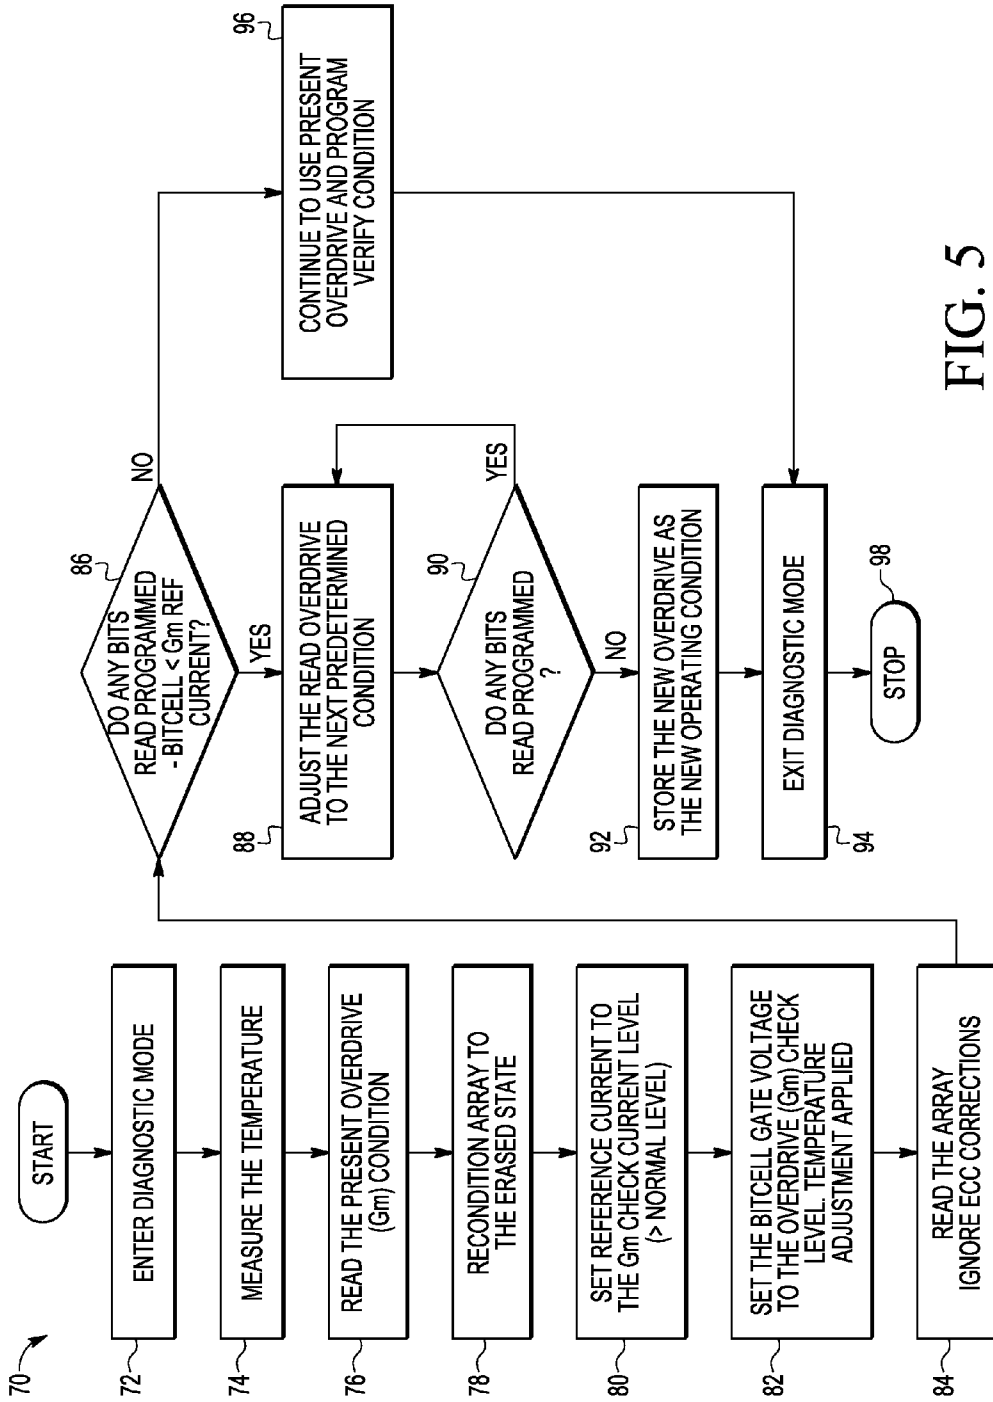 70
START
72
ENTER DIAGNOSTIC MODE
74
MEASURE THE TEMPERATURE
76
READ THE PRESENT OVERDRIVE
(Gm) CONDITION
78
RECONDITION ARRAY TO
THE ERASED STATE
80
SET REFERENCE CURRENT TO
THE Gm CHECK CURRENT LEVEL
(> NORMAL LEVEL)
82
SET THE BITCELL GATE VOLTAGE
TO THE OVERDRIVE (Gm) CHECK
LEVEL. TEMPERATURE
ADJUSTMENT APPLIED
84
READ THE ARRAY
IGNORE ECC CORRECTIONS
86
DO ANY BITS
READ PROGRAMMED
- BITCELL < Gm REF
CURRENT?
NO
YES
88
ADJUST THE READ OVERDRIVE
TO THE NEXT PREDETERMINED
CONDITION
90
DO ANY BITS
READ PROGRAMMED
?
YES
NO
92
STORE THE NEW OVERDRIVE AS
THE NEW OPERATING CONDITION
94
EXIT DIAGNOSTIC MODE
98
STOP
96
CONTINUE TO USE PRESENT
OVERDRIVE AND PROGRAM
VERIFY CONDITION
FIG. 5